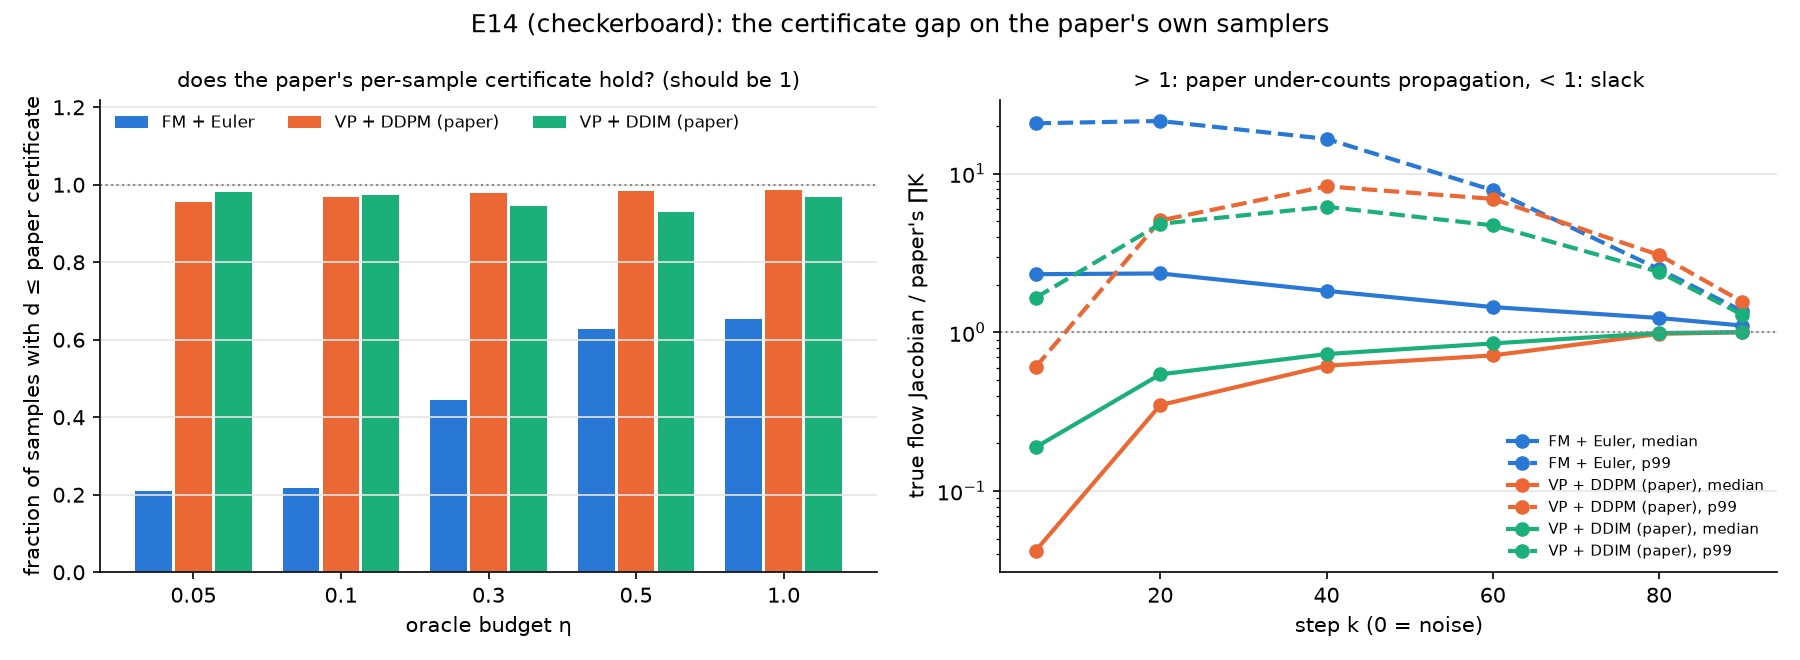 E14 (checkerboard): the certificate gap on the paper's own samplers
does the paper's per-sample certificate hold? (should be 1)
fraction of samples with d ≤ paper certificate
1.2
1.0
0.8
0.6
0.4
0.2
0.0
FM + Euler
VP + DDPM (paper)
VP + DDIM (paper)
0.05
0.1
0.3
0.5
1.0
oracle budget η
> 1: paper under-counts propagation, < 1: slack
true flow Jacobian / paper's ∏K
10¹
10⁰
10⁻¹
FM + Euler, median
FM + Euler, p99
VP + DDPM (paper), median
VP + DDPM (paper), p99
VP + DDIM (paper), median
VP + DDIM (paper), p99
20
40
60
80
step k (0 = noise)